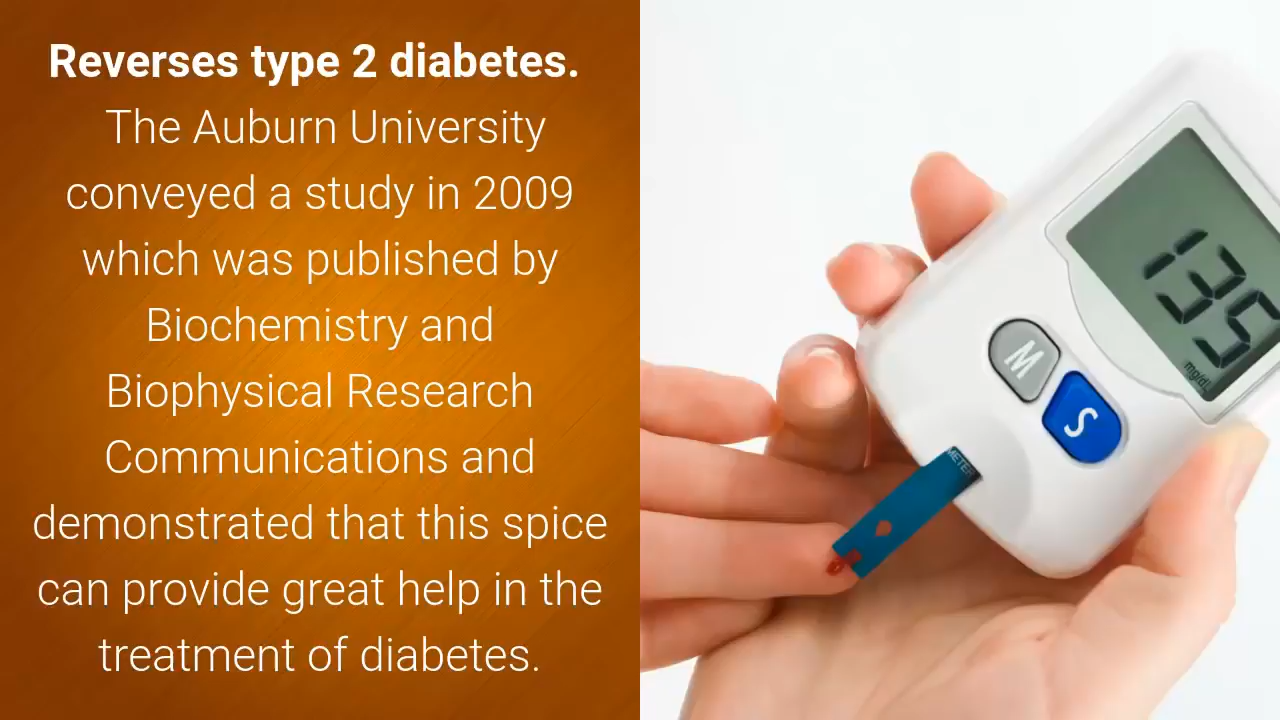 Reverses type 2 diabetes.
The Auburn University
conveyed a study in 2009
which was published by
Biochemistry and
Biophysical Research
Communications and
demonstrated that this spice
can provide great help in the
treatment of diabetes.
135
mg/dL
M
S
METER